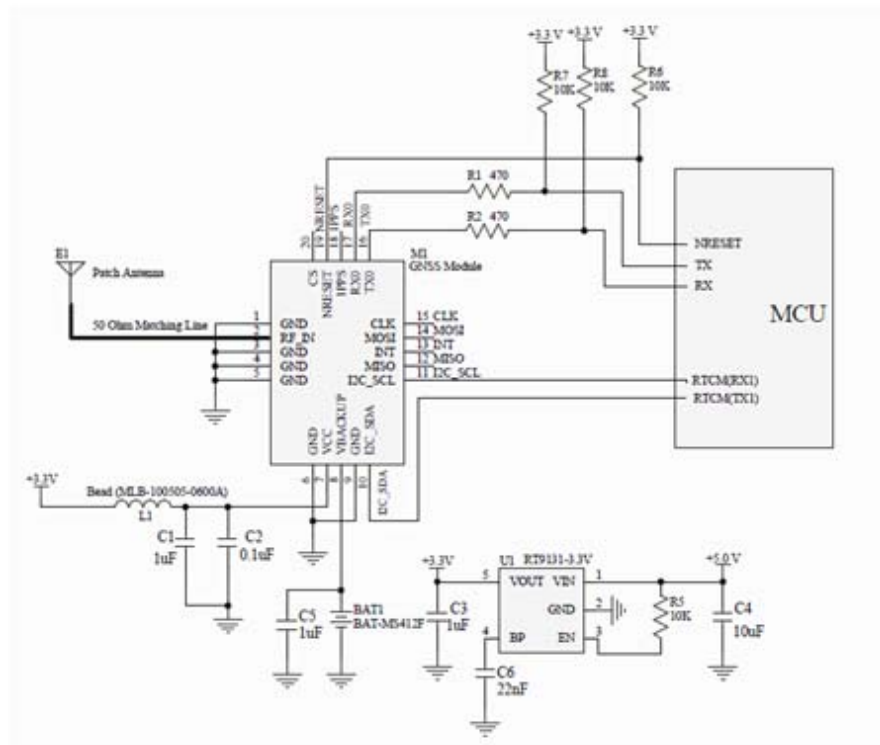 +3.3 V
+3.3 V
+3.3 V
R7
10K
R8
10K
R6
10K
R1 470
R2 470
20
19 NRESET
18 1PPS
17 RX0
16 TX0
E1
Patch Antenna
50 Ohm Matching Line
M1
GNSS Module
CS
NRESET
1PPS
RX0
TX0
1 GND
2 RF_IN
3 GND
4 GND
5 GND
CLK 15 CLK
MOSI 14 MOSI
INT 13 INT
MISO 12 MISO
I2C_SCL 11 I2C_SCL
NRESET
TX
RX
MCU
RTCM(RX1)
RTCM(TX1)
GND
VCC
VBACKUP
GND
I2C_SDA
6
7
8
9
10
I2C_SDA
+3.3V
Bead (MLB-100505-0600A)
L1
C1
1uF
C2
0.1uF
C5
1uF
BAT1
BAT-MS412F
+3.3V
U1 RT9131-3.3V
+5.0 V
5 VOUT VIN 1
GND 2
4 BP EN 3
C3
1uF
R5
10K
C4
10uF
C6
22nF